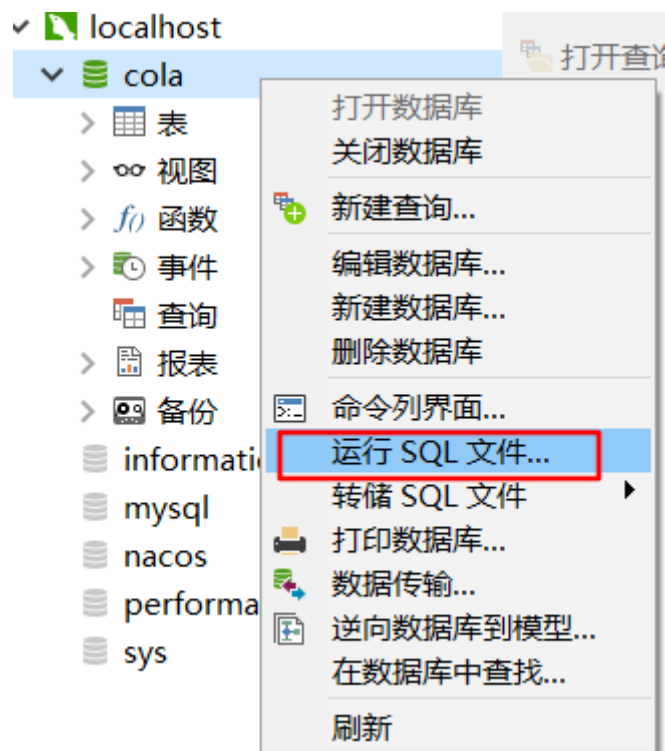 localhost
打开查
cola
表
视图
f() 函数
事件
查询
报表
备份
informati
mysql
nacos
performa
sys
打开数据库
关闭数据库
新建查询...
编辑数据库...
新建数据库...
删除数据库
命令列界面...
运行 SQL 文件...
转储 SQL 文件
打印数据库...
数据传输...
逆向数据库到模型...
在数据库中查找...
刷新